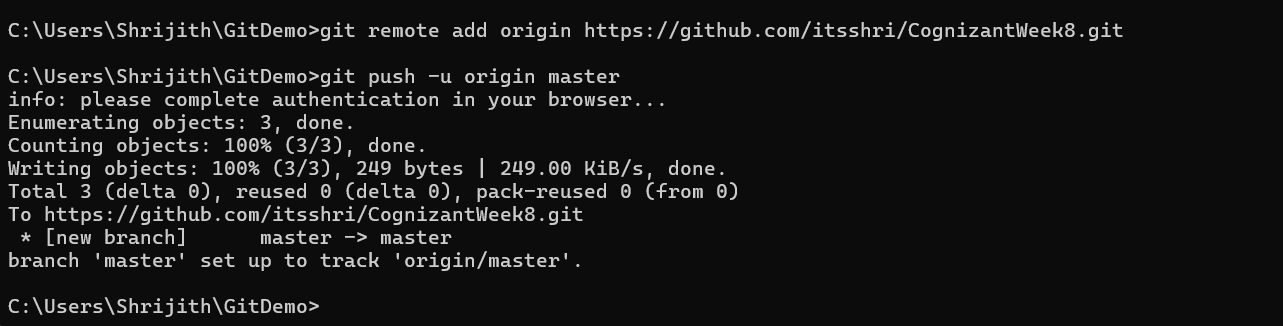 C:\Users\Shrijith\GitDemo>git remote add origin https://github.com/itsshri/CognizantWeek8.git
C:\Users\Shrijith\GitDemo>git push -u origin master
info: please complete authentication in your browser...
Enumerating objects: 3, done.
Counting objects: 100% (3/3), done.
Writing objects: 100% (3/3), 249 bytes | 249.00 KiB/s, done.
Total 3 (delta 0), reused 0 (delta 0), pack-reused 0 (from 0)
To https://github.com/itsshri/CognizantWeek8.git
 * [new branch]      master -> master
branch 'master' set up to track 'origin/master'.
C:\Users\Shrijith\GitDemo>